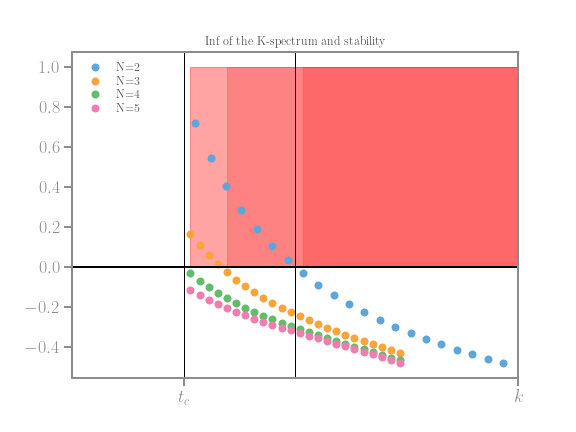 Inf of the K-spectrum and stability
N=2
N=3
N=4
N=5
1.0
0.8
0.6
0.4
0.2
0.0
−0.2
−0.4
t_c
k